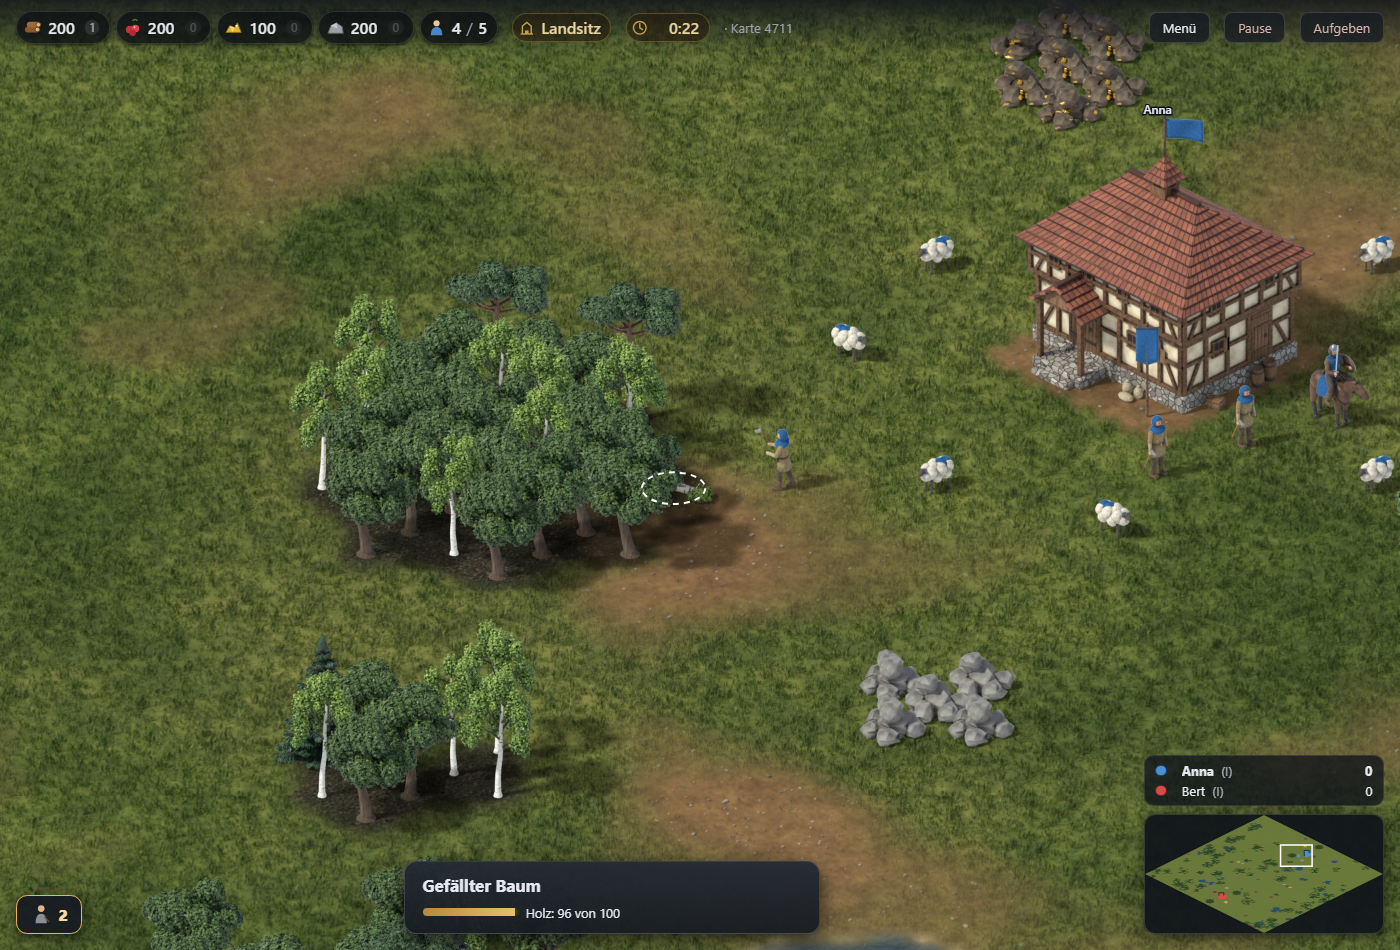 200 1 200 0 100 0 200 0 4 / 5 Landsitz 0:22 · Karte 4711 Menü Pause Aufgeben
Anna
Anna (I) 0
Bert (I) 0
Gefällter Baum
Holz: 96 von 100
2